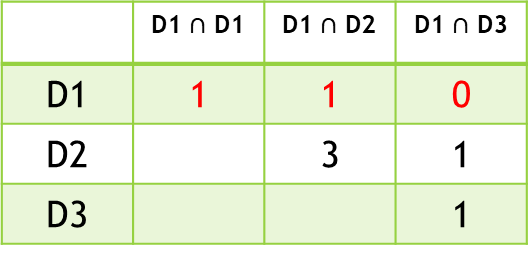 D1 ∩ D1 D1 ∩ D2 D1 ∩ D3
D1 1 1 0
D2 3 1
D3 1